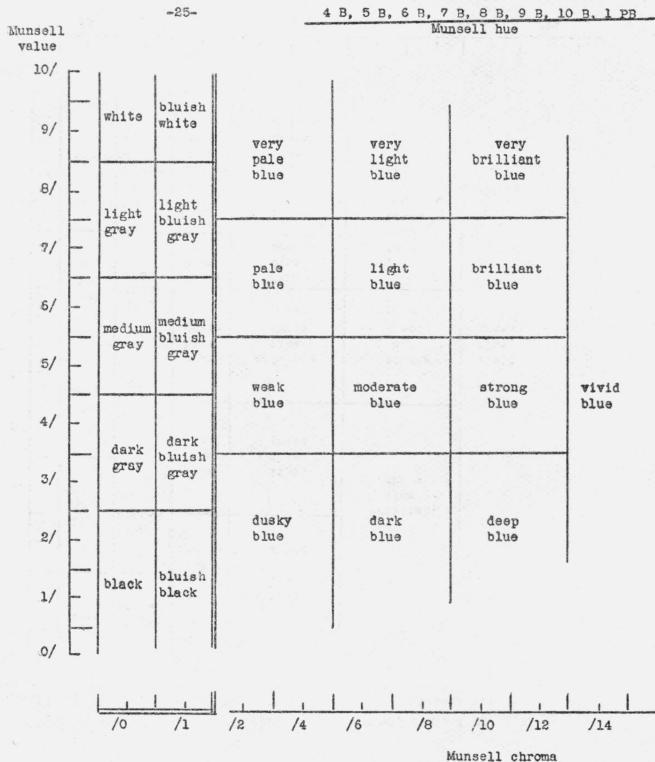 -25-
4 B, 5 B, 6 B, 7 B, 8 B, 9 B, 10 B, 1 PB
Munsell hue
Munsell
value
10/
9/
8/
7/
6/
5/
4/
3/
2/
1/
0/
white
bluish
white
light
gray
light
bluish
gray
medium
gray
medium
bluish
gray
dark
gray
dark
bluish
gray
black
bluish
black
very
pale
blue
very
light
blue
very
brilliant
blue
pale
blue
light
blue
brilliant
blue
weak
blue
moderate
blue
strong
blue
vivid
blue
dusky
blue
dark
blue
deep
blue
/0 /1 /2 /4 /6 /8 /10 /12 /14
Munsell chroma